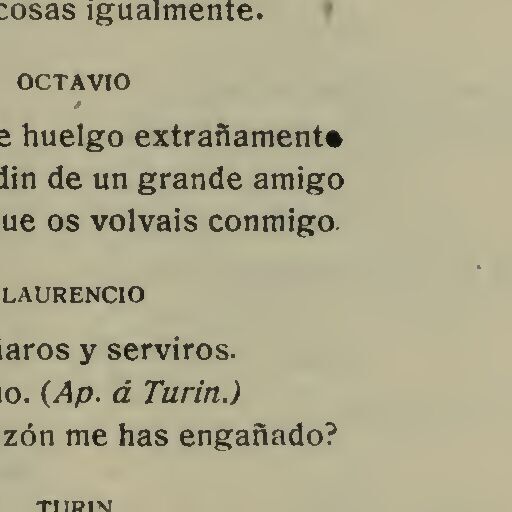 cosas igualmente.
OCTAVIO
e huelgo extrañament
din de un grande amigo
ue os volvais conmigo.
LAURENCIO
iaros y serviros.
o. (Ap. á Turin.)
zón me has engañado?
TURIN